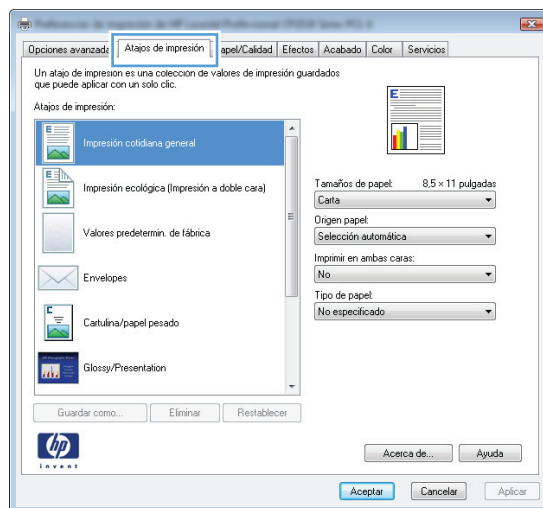 Opciones avanzada
Atajos de impresión
apel/Calidad
Efectos
Acabado
Color
Servicios
Un atajo de impresión es una colección de valores de impresión guardados
que puede aplicar con un solo clic.
Atajos de impresión:
Impresión cotidiana general
Impresión ecológica (Impresión a doble cara)
Valores predetermin. de fábrica
Envelopes
Cartulina/papel pesado
Glossy/Presentation
Guardar como...
Eliminar
Restablecer
Tamaños de papel: 8,5 × 11 pulgadas
Carta
Origen papel:
Selección automática
Imprimir en ambas caras:
No
Tipo de papel:
No especificado
hp
invent
Acerca de...
Ayuda
Aceptar
Cancelar
Aplicar